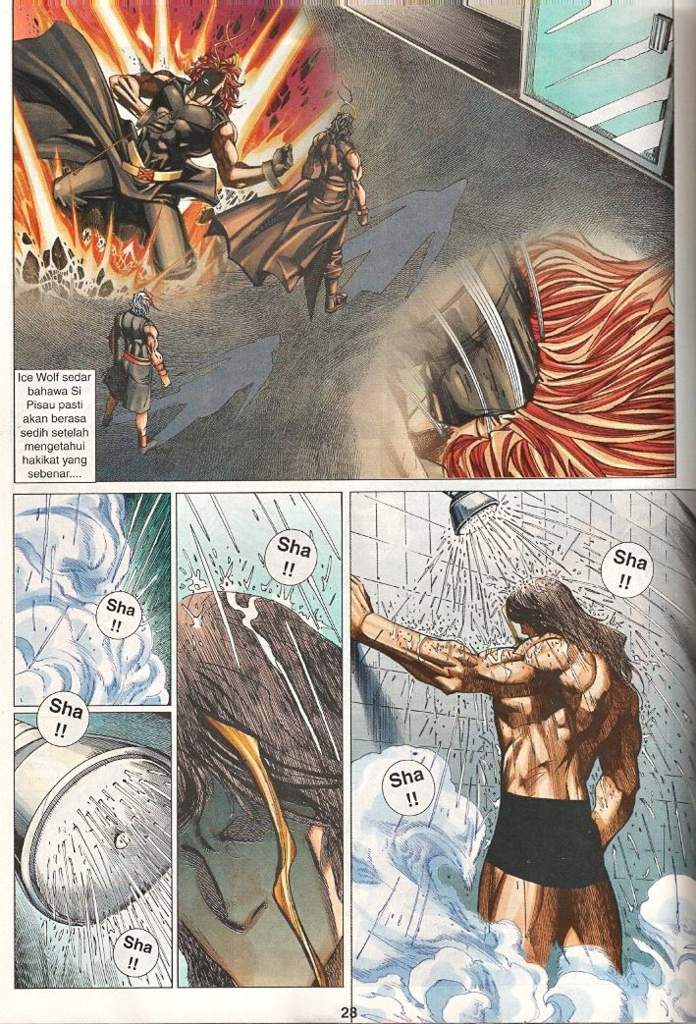 Ice Wolf sedar
bahawa Si
Pisau pasti
akan berasa
sedih setelah
mengetahui
hakikat yang
sebenar....
Sha
!!
Sha
!!
Sha
!!
Sha
!!
Sha
!!
Sha
!!
28